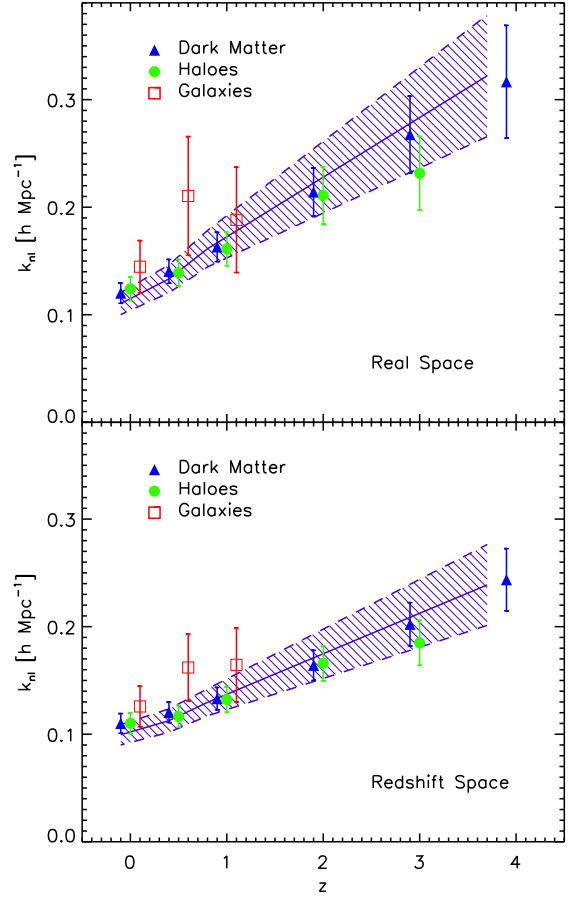 Dark Matter
Haloes
Galaxies
0.3
0.2
0.1
0.0
k_nl [h Mpc⁻¹]
Real Space
Dark Matter
Haloes
Galaxies
0.3
0.2
0.1
0.0
k_nl [h Mpc⁻¹]
Redshift Space
0 1 2 3 4
z